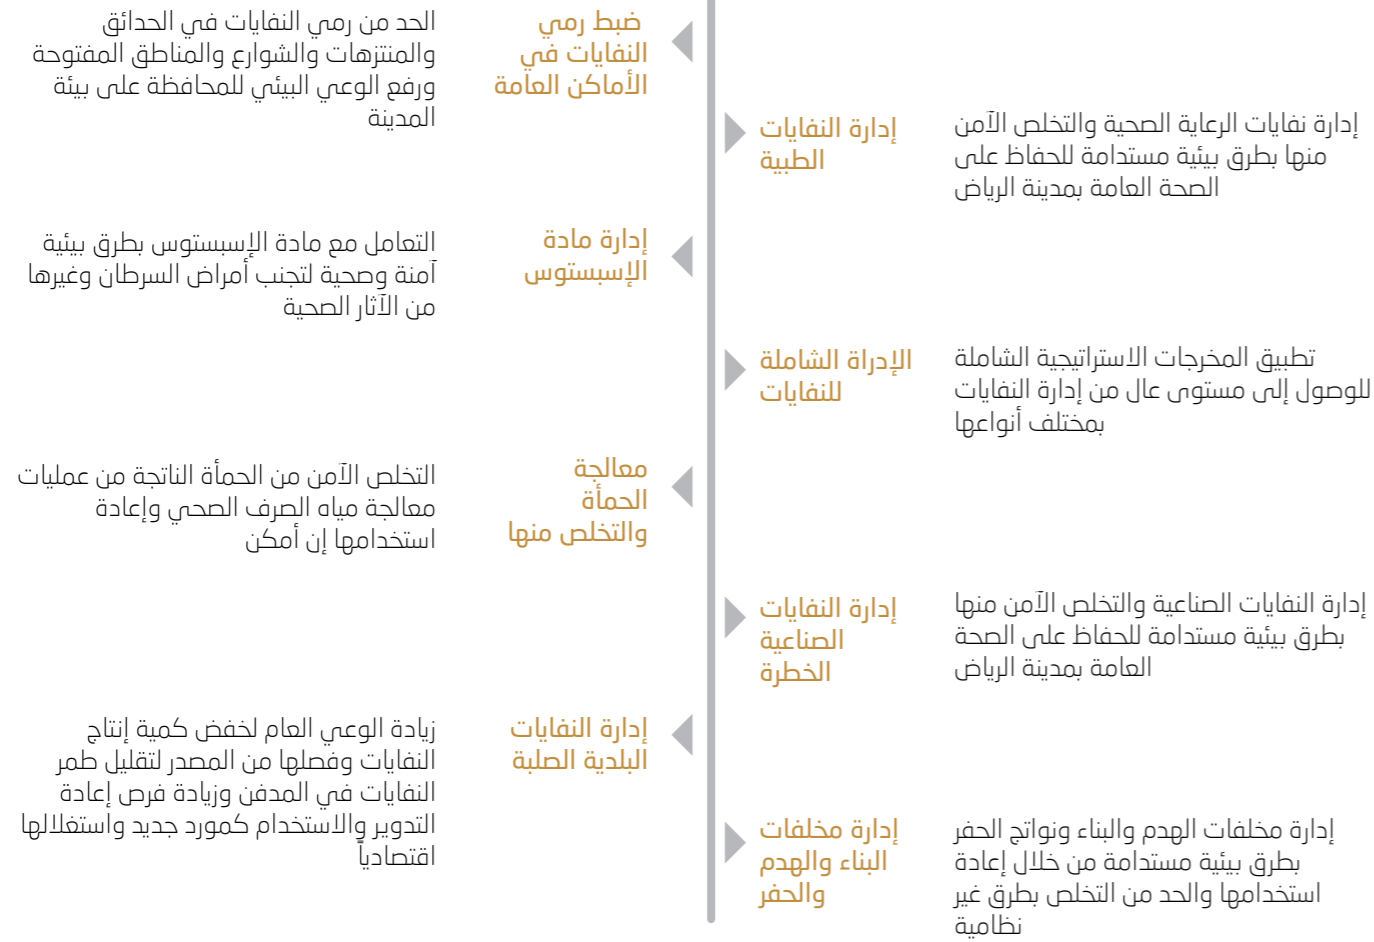 ضبط رمي
النفايات في
الأماكن العامة
الحد من رمي النفايات في الحدائق
والمنتزهات والشوارع والمناطق المفتوحة
ورفع الوعي البيئي للمحافظة على بيئة
المدينة
إدارة النفايات
الطبية
إدارة نفايات الرعاية الصحية والتخلص الآمن
منها بطرق بيئية مستدامة للحفاظ على
الصحة العامة بمدينة الرياض
إدارة مادة
الإسبستوس
التعامل مع مادة الإسبستوس بطرق بيئية
آمنة وصحية لتجنب أمراض السرطان وغيرها
من الآثار الصحية
الإدراة الشاملة
للنفايات
تطبيق المخرجات الاستراتيجية الشاملة
للوصول إلى مستوى عال من إدارة النفايات
بمختلف أنواعها
معالجة
الحمأة
والتخلص منها
التخلص الآمن من الحمأة الناتجة من عمليات
معالجة مياه الصرف الصحي وإعادة
استخدامها إن أمكن
إدارة النفايات
الصناعية
الخطرة
إدارة النفايات الصناعية والتخلص الآمن منها
بطرق بيئية مستدامة للحفاظ على الصحة
العامة بمدينة الرياض
إدارة النفايات
البلدية الصلبة
زيادة الوعي العام لخفض كمية إنتاج
النفايات وفصلها من المصدر لتقليل طمر
النفايات في المدفن وزيادة فرص إعادة
التدوير والاستخدام كمورد جديد واستغلالها
اقتصادياً
إدارة مخلفات
البناء والهدم
والحفر
إدارة مخلفات الهدم والبناء ونواتج الحفر
بطرق بيئية مستدامة من خلال إعادة
استخدامها والحد من التخلص بطرق غير
نظامية